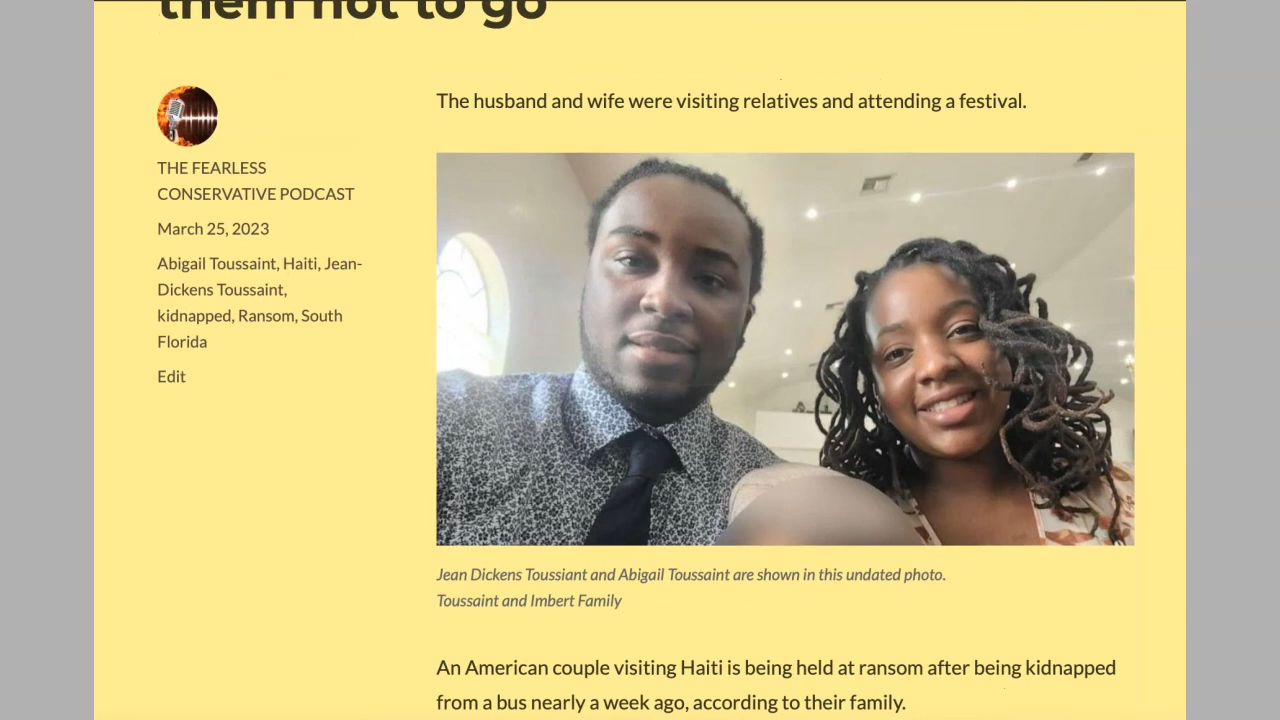 them not to go
The husband and wife were visiting relatives and attending a festival.
THE FEARLESS
CONSERVATIVE PODCAST
March 25, 2023
Abigail Toussaint, Haiti, Jean-
Dickens Toussaint,
kidnapped, Ransom, South
Florida
Edit
Jean Dickens Toussiant and Abigail Toussaint are shown in this undated photo.
Toussaint and Imbert Family
An American couple visiting Haiti is being held at ransom after being kidnapped
from a bus nearly a week ago, according to their family.